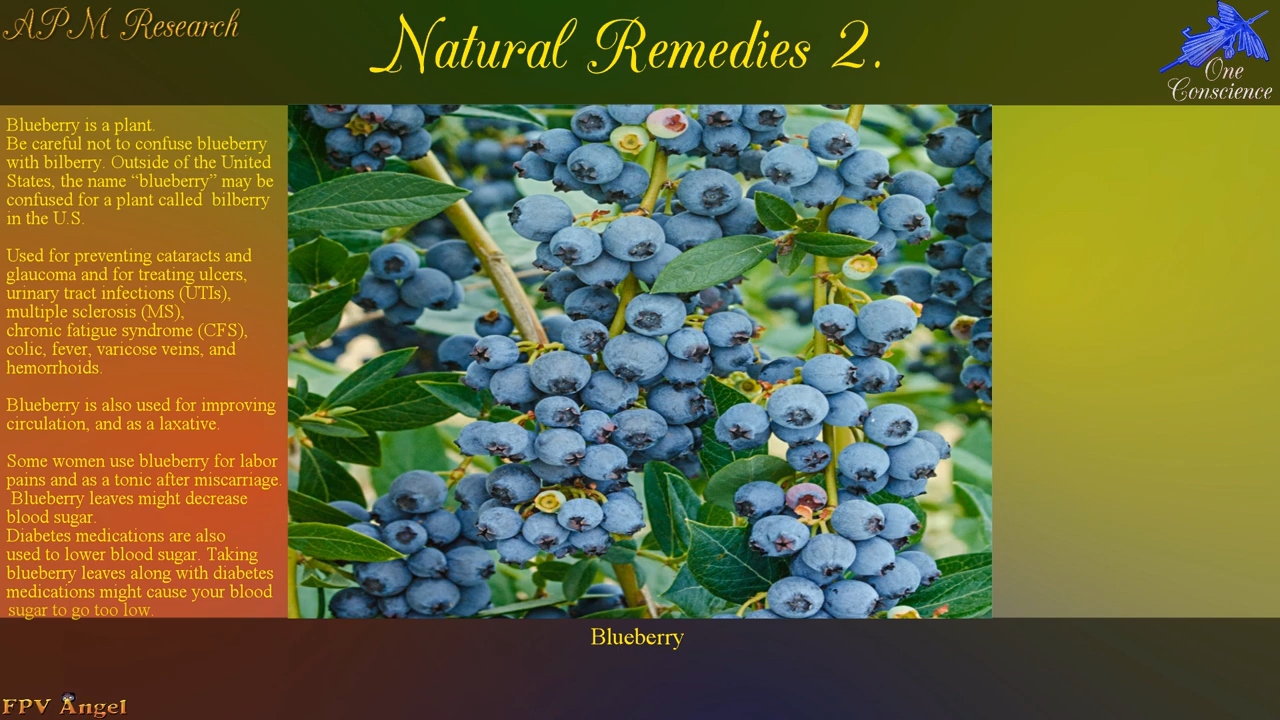 APM Research
Natural Remedies 2.
One
Conscience
Blueberry is a plant.
Be careful not to confuse blueberry
with bilberry. Outside of the United
States, the name “blueberry” may be
confused for a plant called bilberry
in the U.S.
Used for preventing cataracts and
glaucoma and for treating ulcers,
urinary tract infections (UTIs),
multiple sclerosis (MS),
chronic fatigue syndrome (CFS),
colic, fever, varicose veins, and
hemorrhoids.
Blueberry is also used for improving
circulation, and as a laxative.
Some women use blueberry for labor
pains and as a tonic after miscarriage.
Blueberry leaves might decrease
blood sugar.
Diabetes medications are also
used to lower blood sugar. Taking
blueberry leaves along with diabetes
medications might cause your blood
sugar to go too low.
Blueberry
FPV Angel